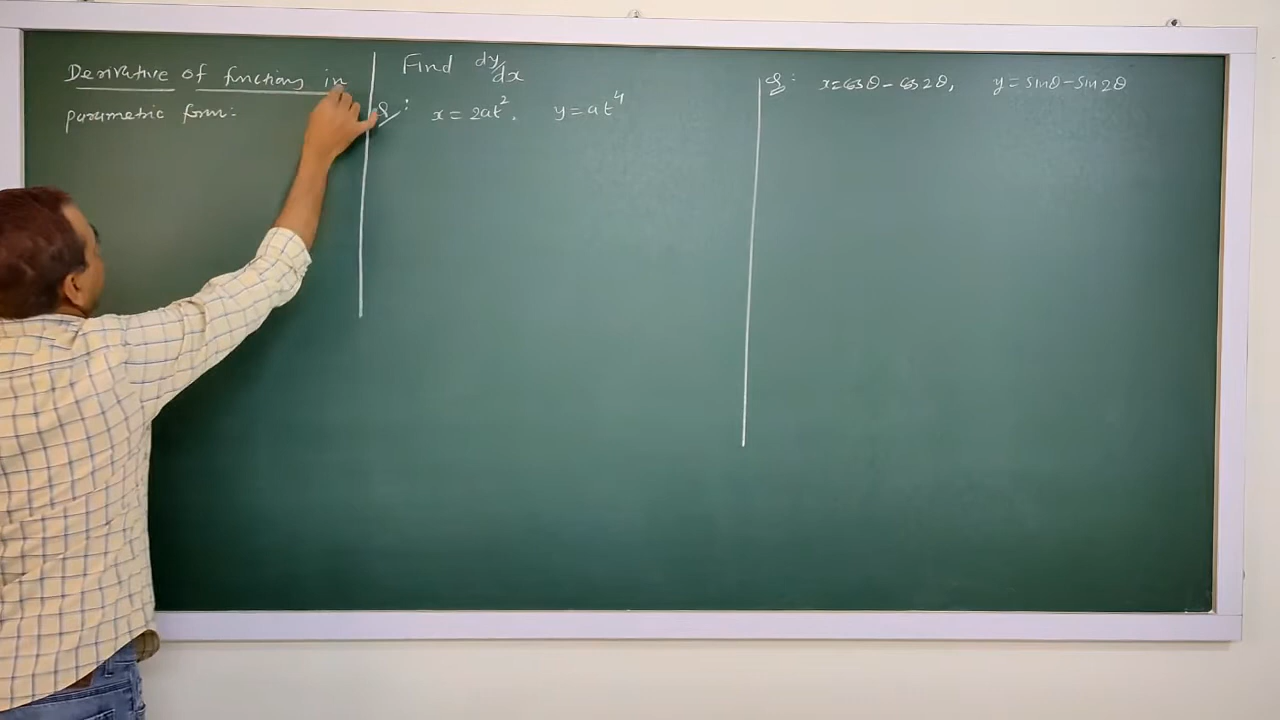 Derivative of functions in
parametric form:
Find dy/dx
Q: x = 2at², y = at⁴
Q: x = cosθ - cos2θ, y = sinθ - sin2θ